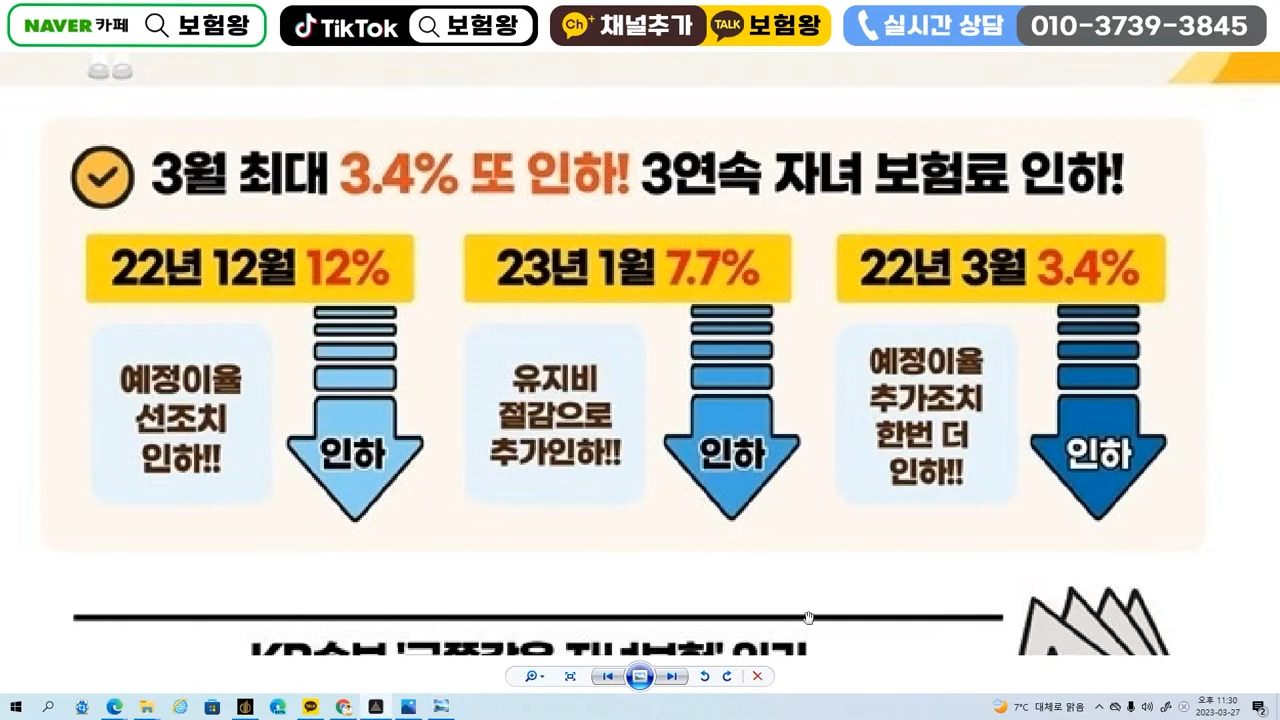 NAVER 카페 보험왕
TikTok 보험왕
Ch+ 채널추가 TALK 보험왕
실시간 상담 010-3739-3845
3월 최대 3.4% 또 인하! 3연속 자녀 보험료 인하!
22년 12월 12%
23년 1월 7.7%
22년 3월 3.4%
예정이율
선조치
인하!!
인하
유지비
절감으로
추가인하!!
인하
예정이율
추가조치
한번 더
인하!!
인하
7°C 대체로 맑음
오후 11:30
2023-03-27